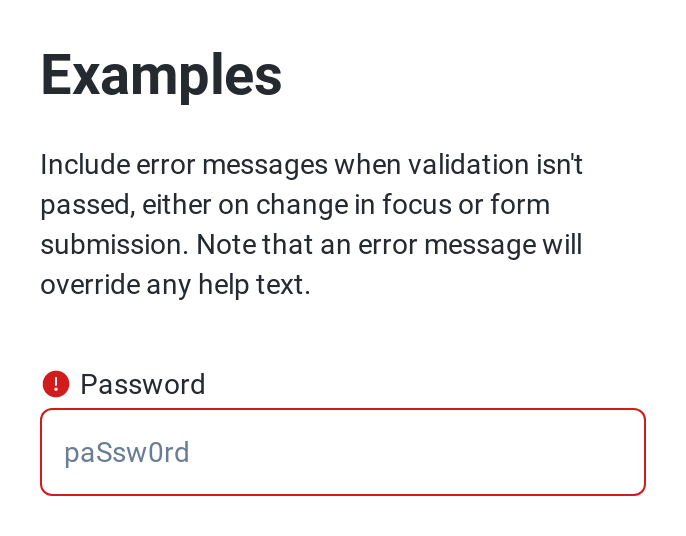 Examples
Include error messages when validation isn't
passed, either on change in focus or form
submission. Note that an error message will
override any help text.
Password
paSsw0rd